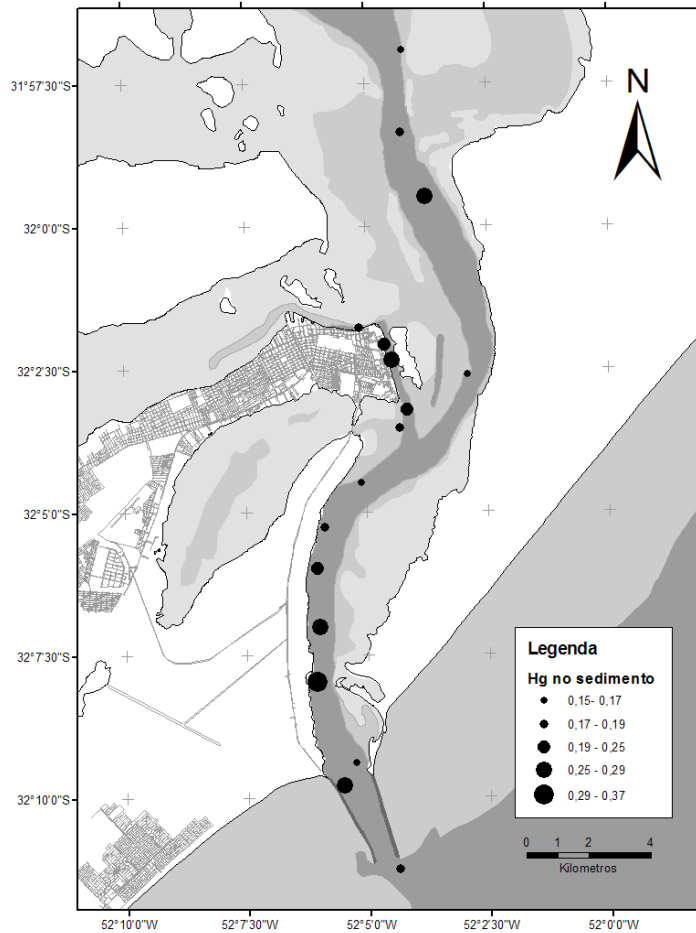 31°57'30"S
N
32°0'0"S
32°2'30"S
32°5'0"S
32°7'30"S
32°10'0"S
Legenda
Hg no sedimento
0,15- 0,17
0,17 - 0,19
0,19 - 0,25
0,25 - 0,29
0,29 - 0,37
0 1 2 4
Kilometros
52°10'0"W 52°7'30"W 52°5'0"W 52°2'30"W 52°0'0"W